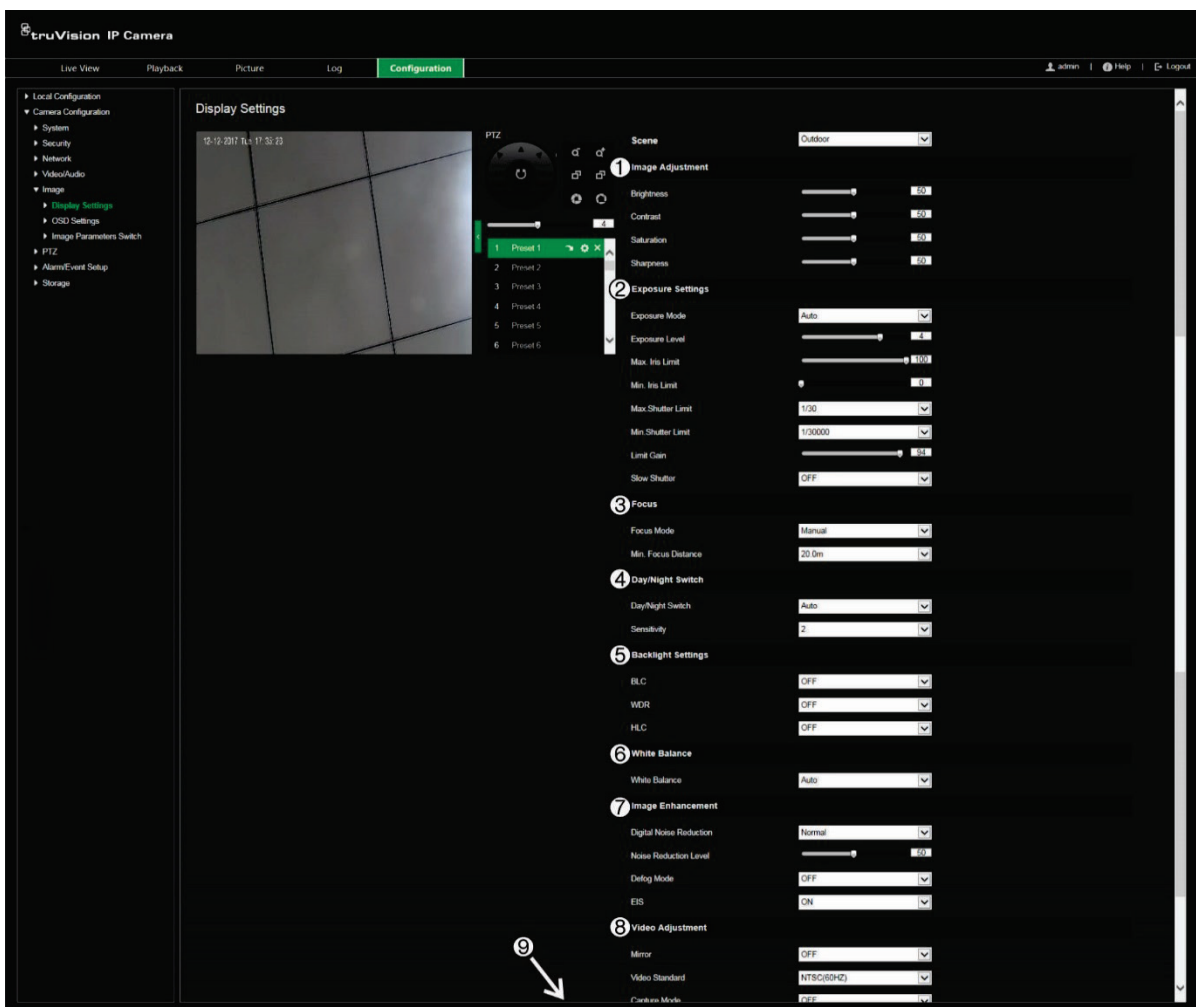 truVision IP Camera
Live View Playback Picture Log Configuration admin | Help | Logout
Local Configuration
Camera Configuration
System
Security
Network
Video/Audio
Image
Display Settings
OSD Settings
Image Parameters Switch
PTZ
Alarm/Event Setup
Storage
Display Settings
12-12-2017 Tue 17:35:23
PTZ
4
1 Preset 1
2 Preset 2
3 Preset 3
4 Preset 4
5 Preset 5
6 Preset 6
Scene Outdoor
1 Image Adjustment
Brightness 50
Contrast 50
Saturation 50
Sharpness 50
2 Exposure Settings
Exposure Mode Auto
Exposure Level 4
Max. Iris Limit 100
Min. Iris Limit 0
Max.Shutter Limit 1/30
Min.Shutter Limit 1/30000
Limit Gain 94
Slow Shutter OFF
3 Focus
Focus Mode Manual
Min. Focus Distance 20.0m
4 Day/Night Switch
Day/Night Switch Auto
Sensitivity 2
5 Backlight Settings
BLC OFF
WDR OFF
HLC OFF
6 White Balance
White Balance Auto
7 Image Enhancement
Digital Noise Reduction Normal
Noise Reduction Level 50
Defog Mode OFF
EIS ON
8 Video Adjustment
Mirror OFF
Video Standard NTSC(60HZ)
Capture Mode OFF
9